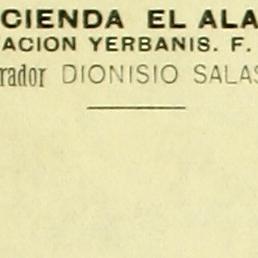 CIENDA EL ALA
ACION YERBANIS. F.
rador DIONISIO SALAS